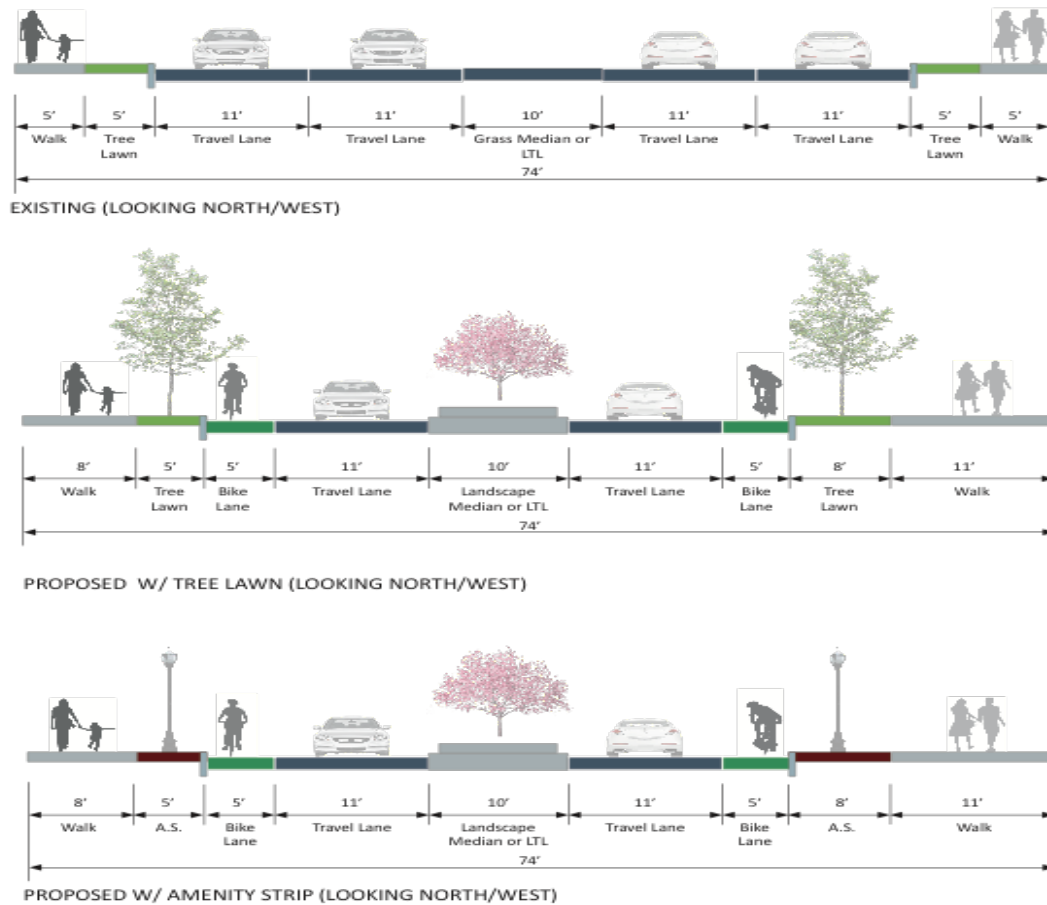 5' 5' 11' 11' 10' 11' 11' 5' 5'
Walk Tree Travel Lane Travel Lane Grass Median or Travel Lane Travel Lane Tree Walk
Lawn LTL Lawn
74'
EXISTING (LOOKING NORTH/WEST)
8' 5' 5' 11' 10' 11' 5' 8' 11'
Walk Tree Bike Travel Lane Landscape Travel Lane Bike Tree Walk
Lawn Lane Median or LTL Lane Lawn
74'
PROPOSED W/ TREE LAWN (LOOKING NORTH/WEST)
8' 5' 5' 11' 10' 11' 5' 8' 11'
Walk A.S. Bike Travel Lane Landscape Travel Lane Bike A.S. Walk
Lane Median or LTL Lane
74'
PROPOSED W/ AMENITY STRIP (LOOKING NORTH/WEST)